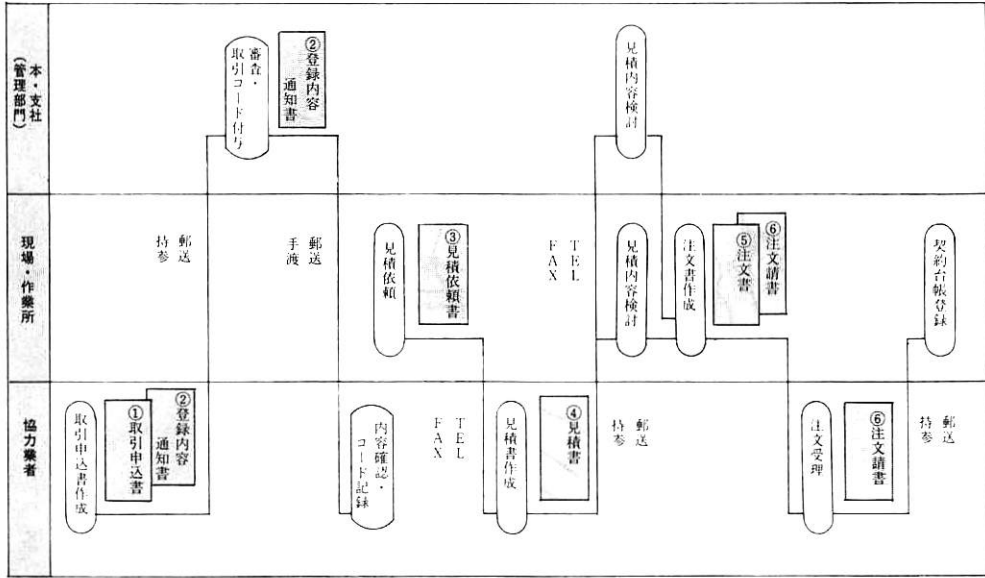 本・支社
(管理部門)
審査・
取引コード付与
②登録内容
通知書
見積内容検討
現場・作業所
郵送
持参
郵送
手渡
見積依頼
③見積依頼書
TEL
FAX
見積内容検討
注文書作成
⑥注文請書
⑤注文書
契約台帳登録
協力業者
取引申込書作成
②登録内容
通知書
①取引申込書
内容確認・
コード記録
TEL
FAX
見積書作成
④見積書
郵送
持参
注文受理
⑥注文請書
郵送
持参